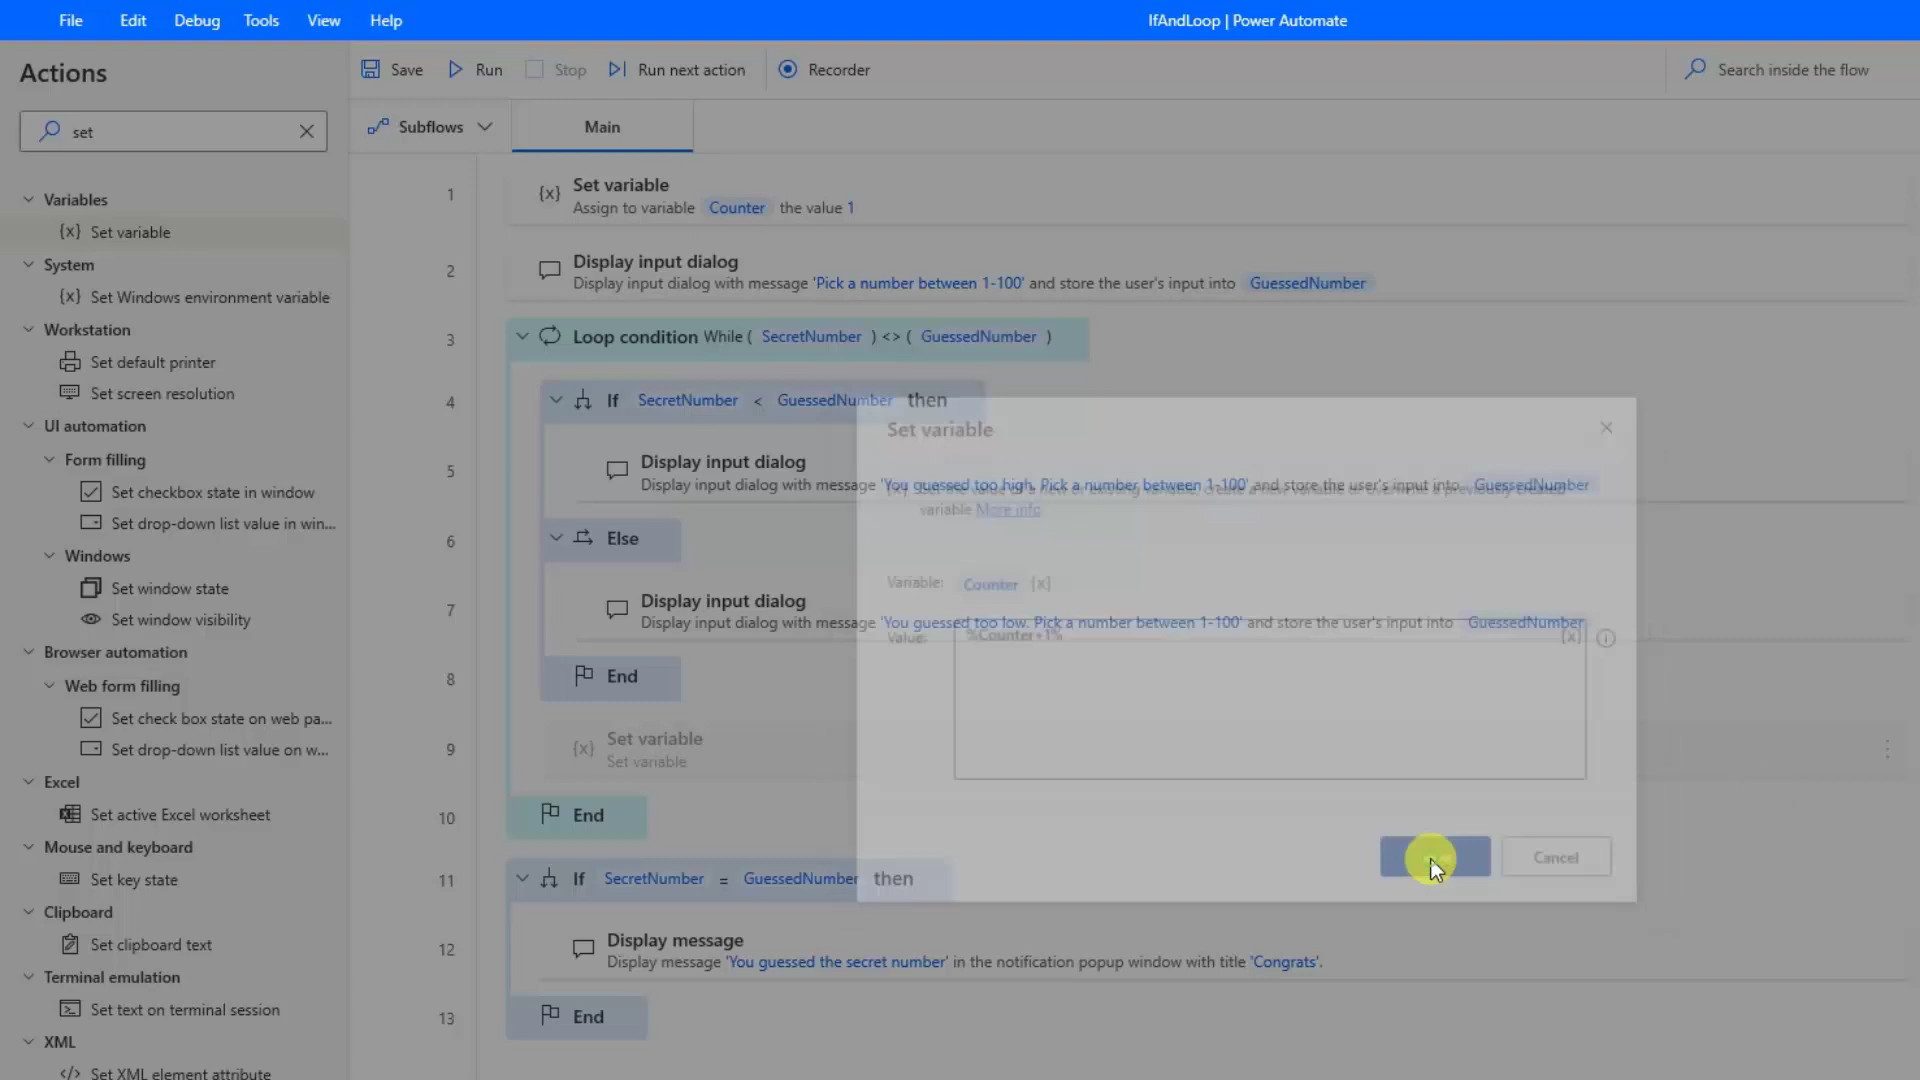 File Edit Debug Tools View Help IfAndLoop | Power Automate
Actions
Save Run Stop Run next action Recorder Search inside the flow
set
Subflows Main
Variables
{x} Set variable
System
{x} Set Windows environment variable
Workstation
Set default printer
Set screen resolution
UI automation
Form filling
Set checkbox state in window
Set drop-down list value in win...
Windows
Set window state
Set window visibility
Browser automation
Web form filling
Set check box state on web pa...
Set drop-down list value on w...
Excel
Set active Excel worksheet
Mouse and keyboard
Set key state
Clipboard
Set clipboard text
Terminal emulation
Set text on terminal session
XML
Set XML element attribute
1 {x} Set variable
Assign to variable Counter the value 1
2 Display input dialog
Display input dialog with message 'Pick a number between 1-100' and store the user's input into GuessedNumber
3 Loop condition While ( SecretNumber ) <> ( GuessedNumber )
4 If SecretNumber < GuessedNumber then
5 Display input dialog
Display input dialog with message 'You guessed too high. Pick a number between 1-100' and store the user's input into GuessedNumber
6 Else
7 Display input dialog
Display input dialog with message 'You guessed too low. Pick a number between 1-100' and store the user's input into GuessedNumber
8 End
9 {x} Set variable
Set variable
10 End
11 If SecretNumber = GuessedNumber then
12 Display message
Display message 'You guessed the secret number' in the notification popup window with title 'Congrats'.
13 End
Set variable
variable More info
Variable: Counter {x}
Value: %Counter+1% {x}
Cancel